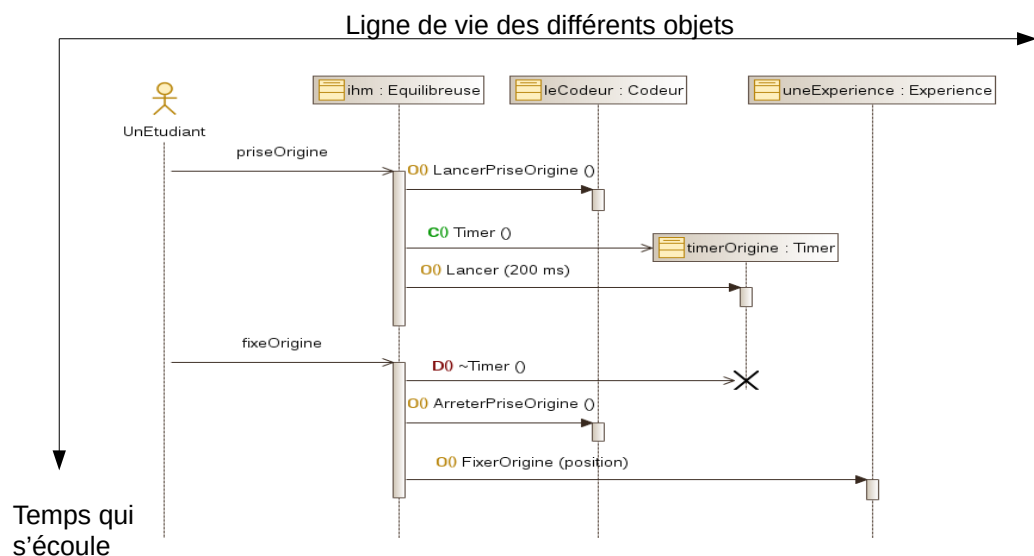 Ligne de vie des différents objets
ihm : Equilibreuse
leCodeur : Codeur
uneExperience : Experience
UnEtudiant
priseOrigine
O() LancerPriseOrigine ()
C() Timer ()
timerOrigine : Timer
O() Lancer (200 ms)
fixeOrigine
D() ~Timer ()
O() ArreterPriseOrigine ()
O() FixerOrigine (position)
Temps qui
s’écoule